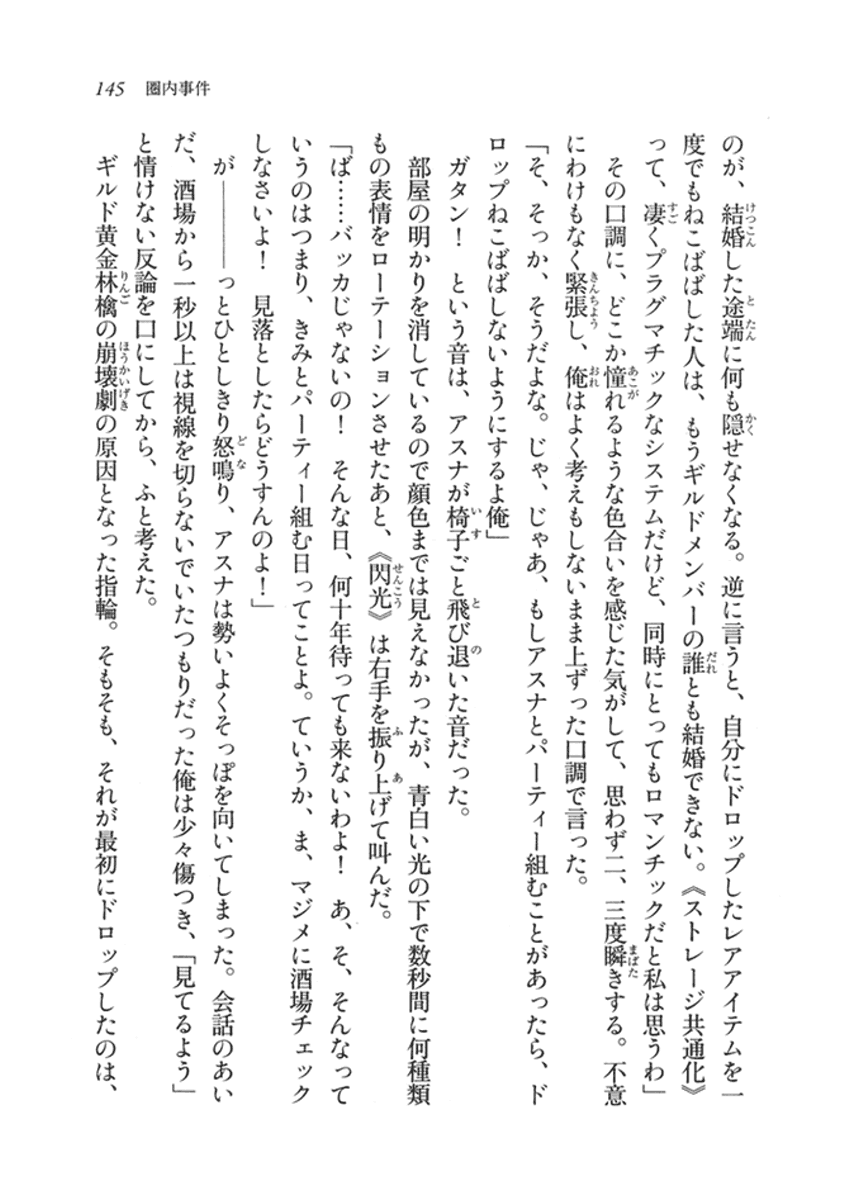 145　圏内事件
のが、結婚した途端に何も隠せなくなる。逆に言うと、自分にドロップしたレアアイテムを一
度でもねこばばした人は、もうギルドメンバーの誰とも結婚できない。《ストレージ共通化》
って、凄くプラグマチックなシステムだけど、同時にとってもロマンチックだと私は思うわ」
　その口調に、どこか憧れるような色合いを感じた気がして、思わず二、三度瞬きする。不意
にわけもなく緊張し、俺はよく考えもしないまま上ずった口調で言った。
「そ、そっか、そうだよな。じゃ、じゃあ、もしアスナとパーティー組むことがあったら、ド
ロップねこばばしないようにするよ俺」
　ガタン！　という音は、アスナが椅子ごと飛び退いた音だった。
　部屋の明かりを消しているので顔色までは見えなかったが、青白い光の下で数秒間に何種類
もの表情をローテーションさせたあと、《閃光》は右手を振り上げて叫んだ。
「ば……バッカじゃないの！　そんな日、何十年待っても来ないわよ！　あ、そ、そんなって
いうのはつまり、きみとパーティー組む日ってことよ。ていうか、ま、マジメに酒場チェック
しなさいよ！　見落としたらどうすんのよ！」
　が――――っとひとしきり怒鳴り、アスナは勢いよくそっぽを向いてしまった。会話のあい
だ、酒場から一秒以上は視線を切らないでいたつもりだった俺は少々傷つき、「見てるよう」
と情けない反論を口にしてから、ふと考えた。
　ギルド黄金林檎の崩壊劇の原因となった指輪。そもそも、それが最初にドロップしたのは、